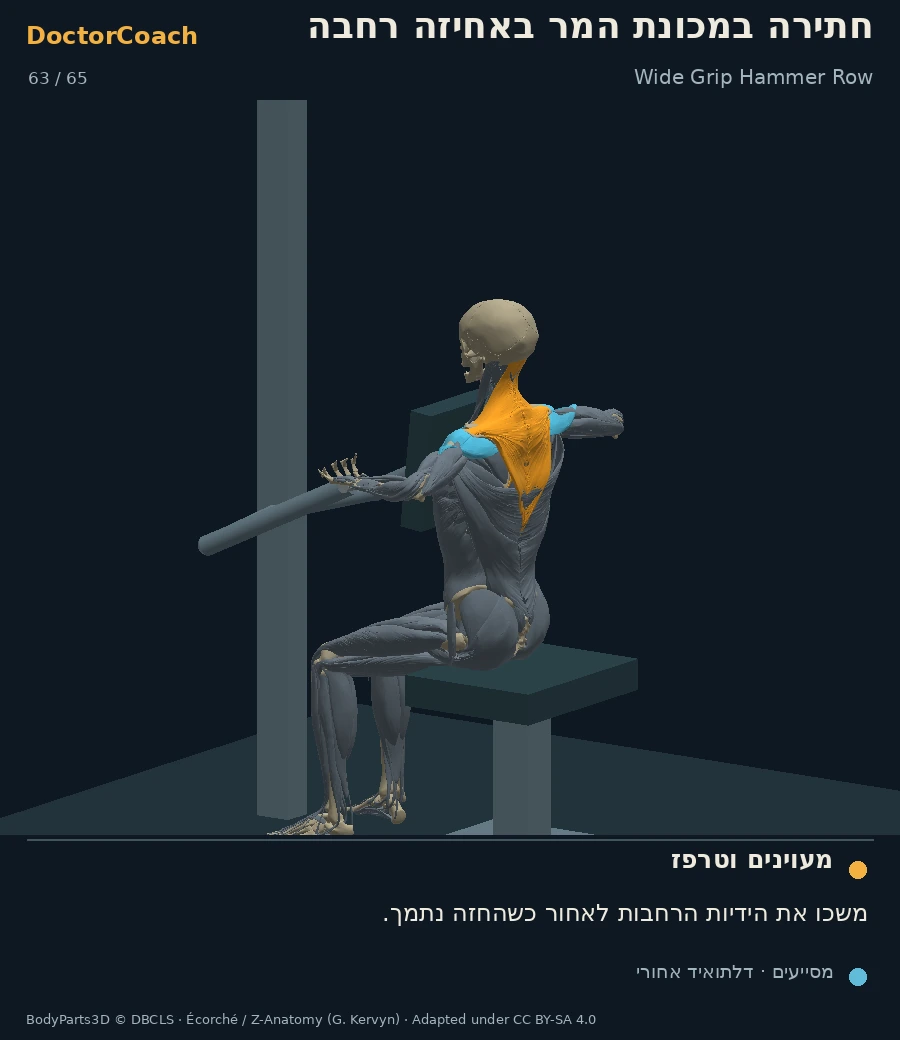 DoctorCoach
חתירה במכונת המר באחיזה רחבה
63 / 65
Wide Grip Hammer Row
מעוינים וטרפז
משכו את הידיות הרחבות לאחור כשהחזה נתמך.
מסייעים · דלתואיד אחורי
BodyParts3D © DBCLS · Écorché / Z-Anatomy (G. Kervyn) · Adapted under CC BY-SA 4.0